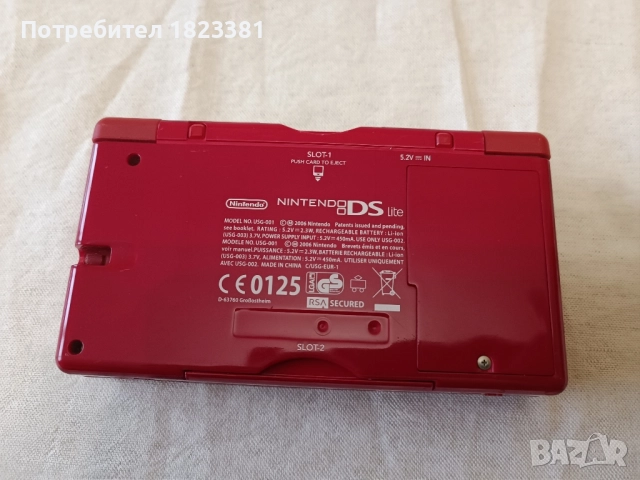 Потребител 1823381
SLOT-1
PUSH CARD TO EJECT
5.2V ⎓ IN
Nintendo
NINTENDO DS Lite
MODEL NO. USG-001 ©Ⓜ 2006 Nintendo Patents issued and pending,
see booklet. RATING : 5.2V ⎓ 2.3W, RECHARGEABLE BATTERY : Li-ion
(USG-003) 3.7V, POWER SUPPLY INPUT : 5.2V ⎓ 450mA. USE ONLY USG-002.
MODÈLE NO. USG-001 ©Ⓜ 2006 Nintendo Brevets émis et en cours,
voir manuel.PUISSANCE : 5.2V ⎓ 2.3W, BATTERIE RECHARGEABLE : Li-ion
(USG-003) 3.7V, ALIMENTATION : 5.2V ⎓ 450mA. UTILISER UNIQUEMENT
AVEC USG-002. MADE IN CHINA C/USG-EUR-1
CE0125
D-63760 Großostheim
RSA SECURED
SLOT-2
BAZAR
bazar.bg